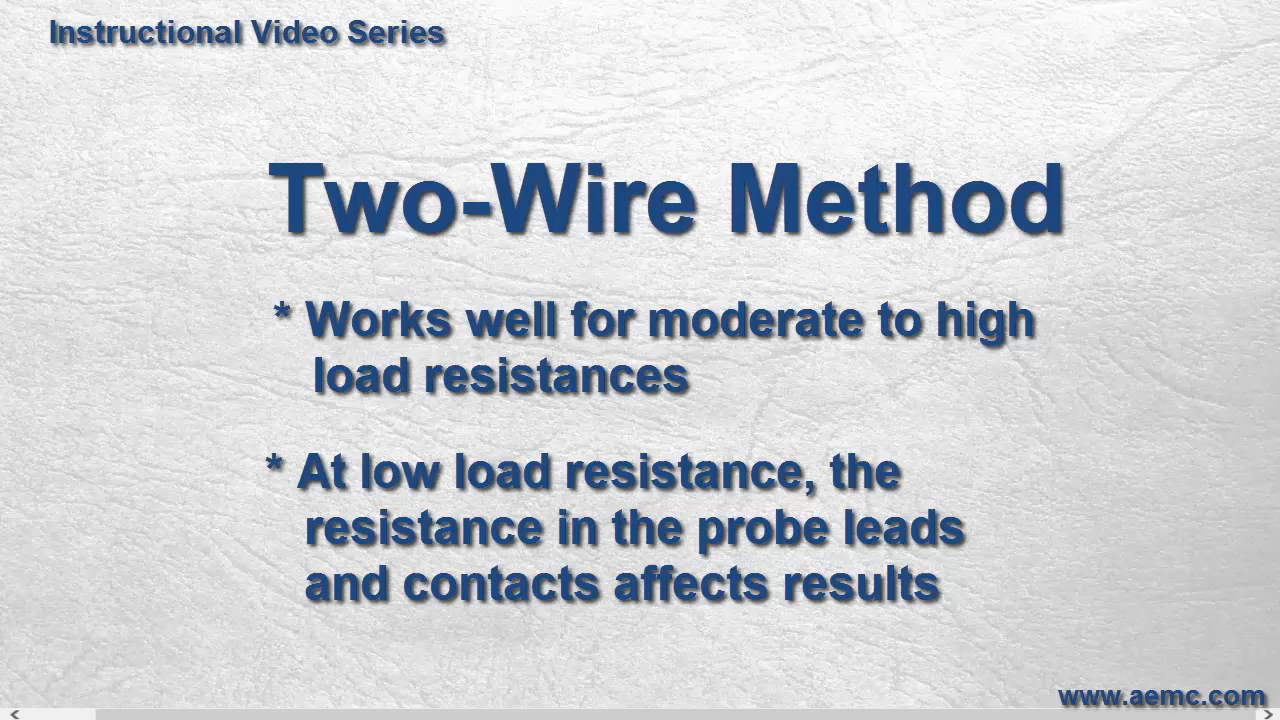 Instructional Video Series
Two-Wire Method
* Works well for moderate to high
load resistances
* At low load resistance, the
resistance in the probe leads
and contacts affects results
www.aemc.com